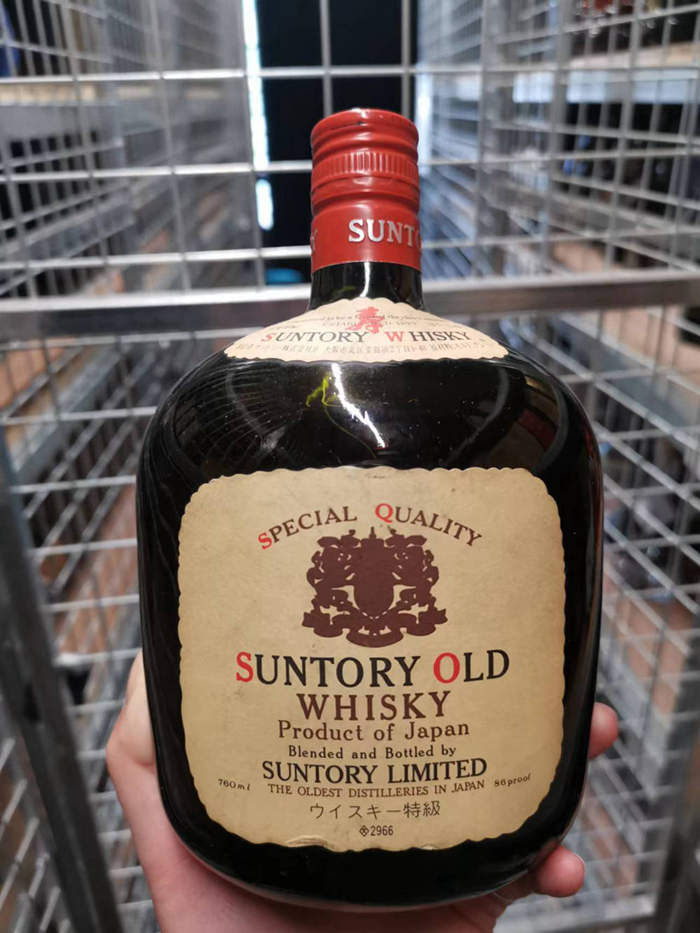 SUNTO
SUNTORY WHISKY
SPECIAL QUALITY
SUNTORY OLD
WHISKY
Product of Japan
Blended and Bottled by
SUNTORY LIMITED
760ml THE OLDEST DISTILLERIES IN JAPAN 86proof
ウイスキー特級
※2966